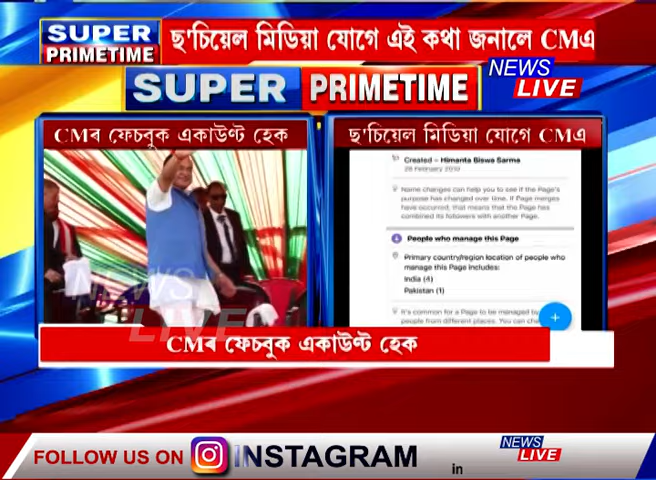 SUPER
PRIMETIME
ছ'চিয়েল মিডিয়া যোগে এই কথা জনালে CMএ
SUPER PRIMETIME
NEWS
LIVE
CMৰ ফেচবুক একাউণ্ট হেক
ছ'চিয়েল মিডিয়া যোগে CMএ
Created – Himanta Biswa Sarma
28 February 2019
Name changes can help you to see if the Page's
purpose has changed over time. If Page merges
have occurred, that means that the Page has
combined its followers with another Page.
People who manage this Page
Primary country/region location of people who
manage this Page includes:
India (4)
Pakistan (1)
It's common for a Page to be managed by
people from different places. You can
NEWS
LIVE
CMৰ ফেচবুক একাউণ্ট হেক
FOLLOW US ON INSTAGRAM
in
NEWS
LIVE